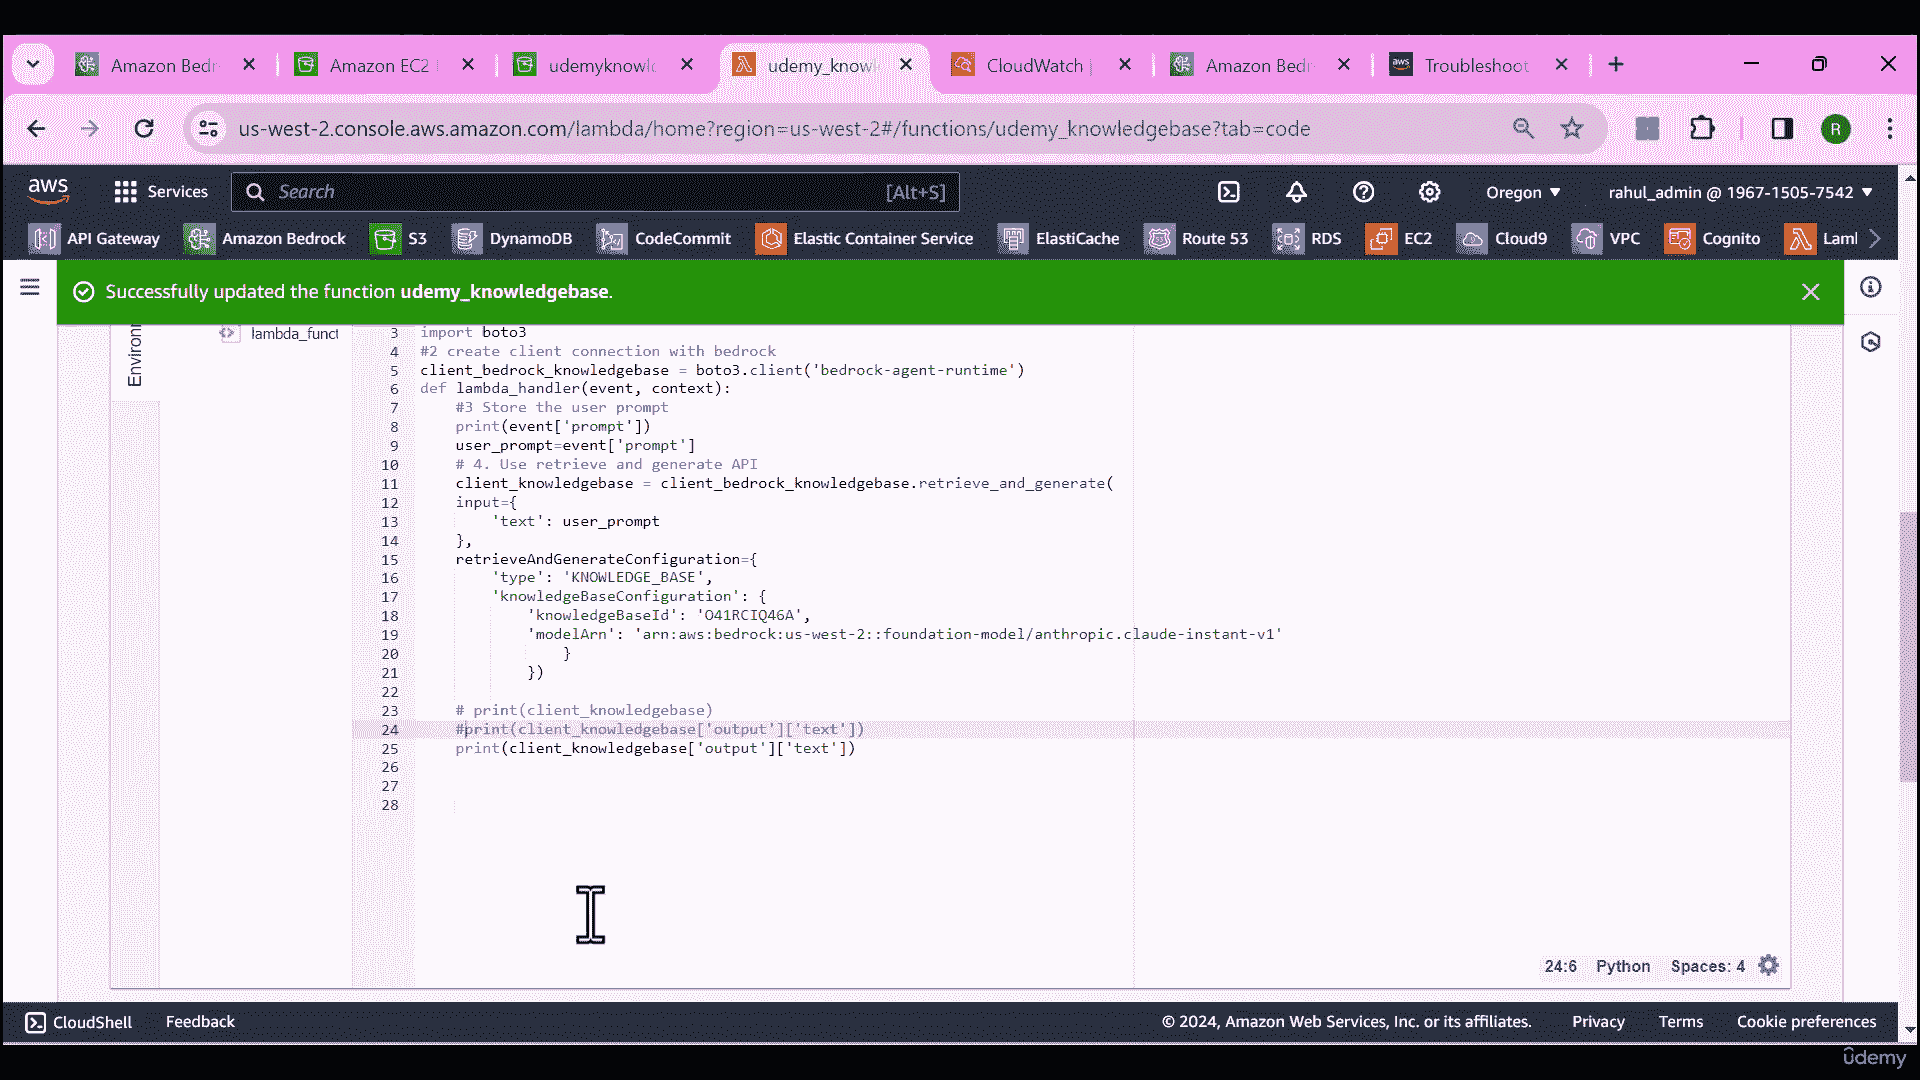 Amazon Bedr
Amazon EC2
udemyknowl
udemy_know
CloudWatch
Amazon Bedr
aws
Troubleshoot
us-west-2.console.aws.amazon.com/lambda/home?region=us-west-2#/functions/udemy_knowledgebase?tab=code
R
aws
Services
Search
[Alt+S]
Oregon
rahul_admin @ 1967-1505-7542
API Gateway
Amazon Bedrock
S3
DynamoDB
CodeCommit
Elastic Container Service
ElastiCache
Route 53
RDS
EC2
Cloud9
VPC
Cognito
Lam
Successfully updated the function udemy_knowledgebase.
Environ
lambda_funct
3 import boto3
4 #2 create client connection with bedrock
5 client_bedrock_knowledgebase = boto3.client('bedrock-agent-runtime')
6 def lambda_handler(event, context):
7 #3 Store the user prompt
8 print(event['prompt'])
9 user_prompt=event['prompt']
10 # 4. Use retrieve and generate API
11 client_knowledgebase = client_bedrock_knowledgebase.retrieve_and_generate(
12 input={
13 'text': user_prompt
14 },
15 retrieveAndGenerateConfiguration={
16 'type': 'KNOWLEDGE_BASE',
17 'knowledgeBaseConfiguration': {
18 'knowledgeBaseId': 'O41RCIQ46A',
19 'modelArn': 'arn:aws:bedrock:us-west-2::foundation-model/anthropic.claude-instant-v1'
20 }
21 })
22
23 # print(client_knowledgebase)
24 #print(client_knowledgebase['output']['text'])
25 print(client_knowledgebase['output']['text'])
26
27
28
24:6 Python Spaces: 4
CloudShell
Feedback
© 2024, Amazon Web Services, Inc. or its affiliates.
Privacy
Terms
Cookie preferences
ûdemy